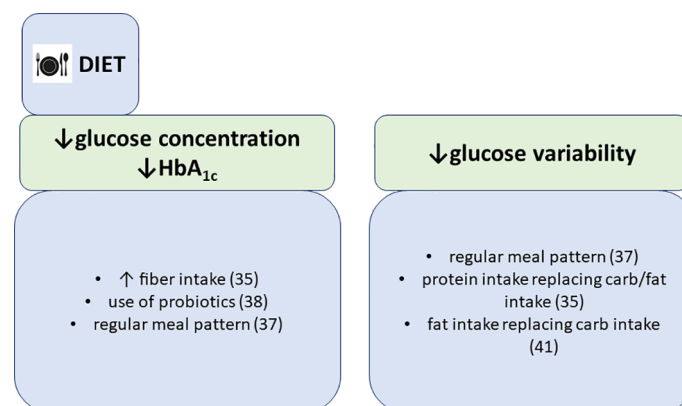 DIET
↓glucose concentration
↓HbA1c
• ↑ fiber intake (35)
• use of probiotics (38)
• regular meal pattern (37)
↓glucose variability
• regular meal pattern (37)
• protein intake replacing carb/fat
intake (35)
• fat intake replacing carb intake
(41)